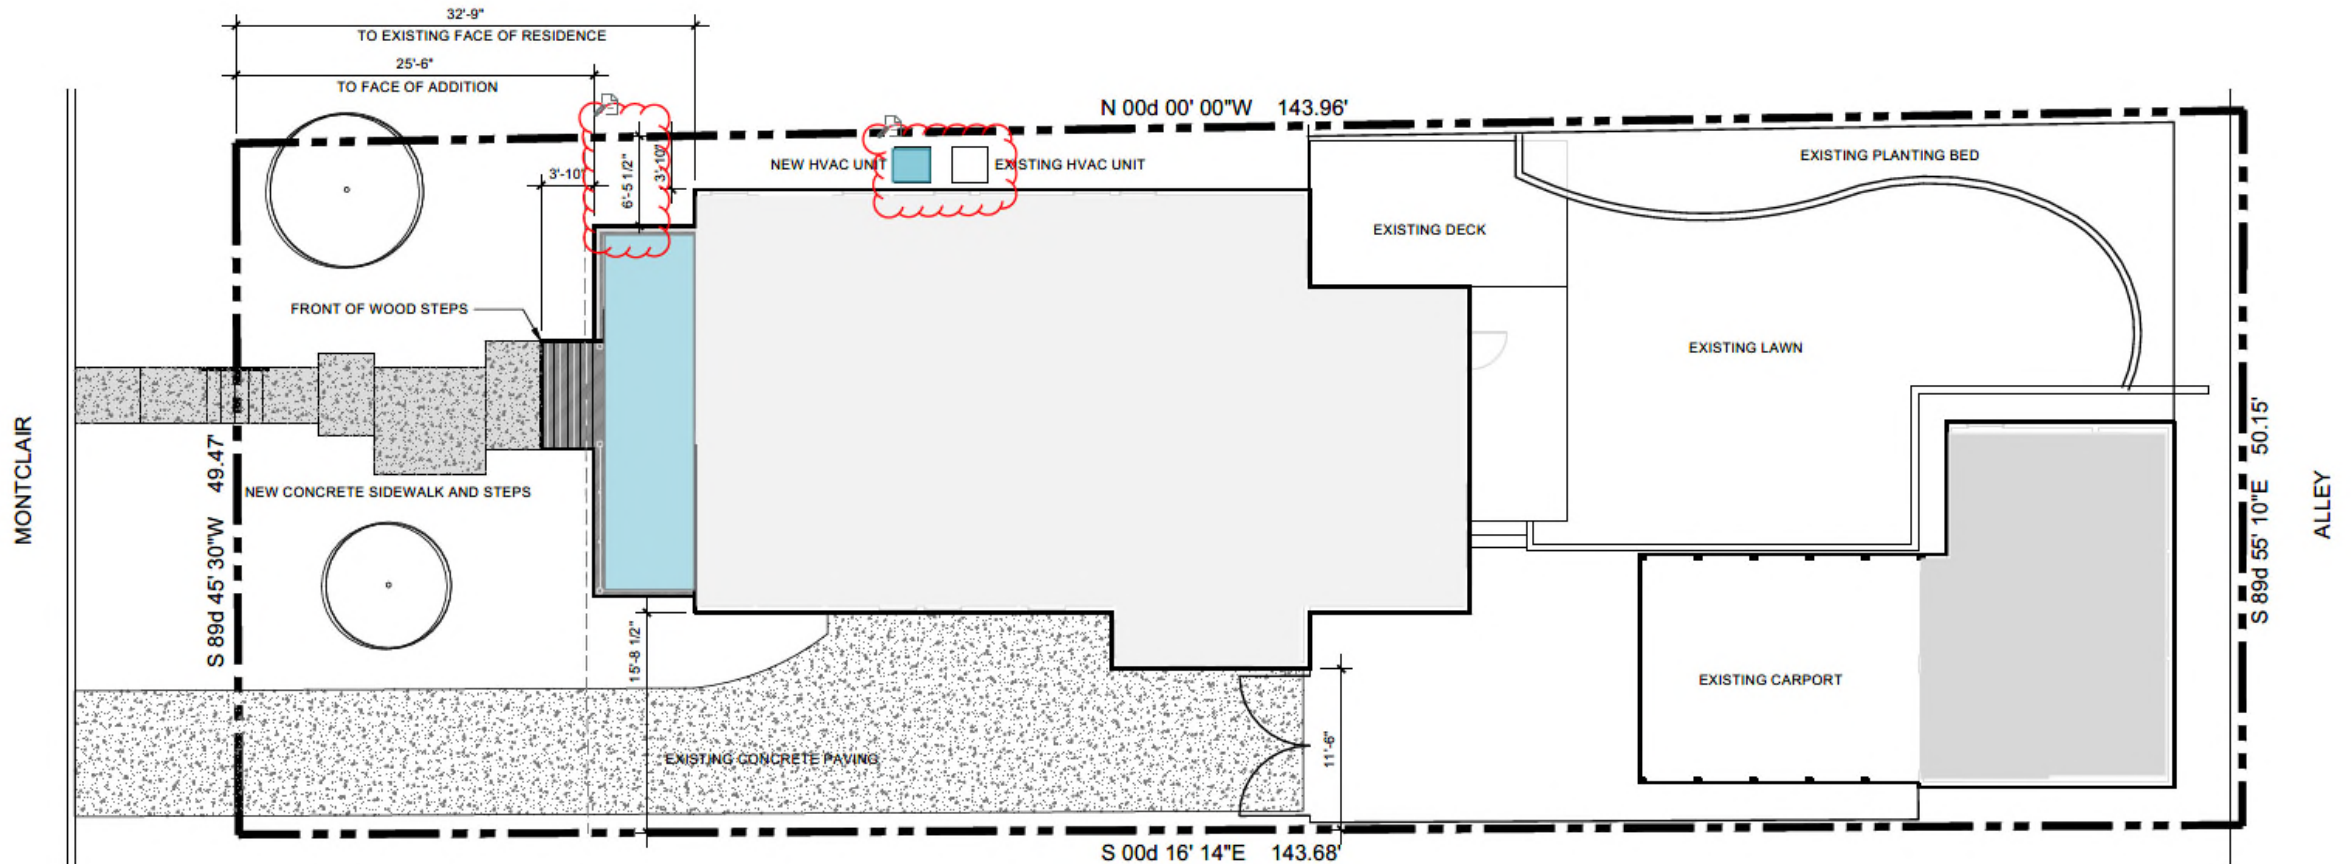 32'-9"
TO EXISTING FACE OF RESIDENCE
25'-6"
TO FACE OF ADDITION
N 00d 00' 00"W 143.96'
3'-10"
6'-5 1/2"
3'-10"
NEW HVAC UNIT
EXISTING HVAC UNIT
EXISTING PLANTING BED
EXISTING DECK
FRONT OF WOOD STEPS
EXISTING LAWN
MONTCLAIR
S 89d 45' 30"W 49.47'
NEW CONCRETE SIDEWALK AND STEPS
S 89d 55' 10"E 50.15'
ALLEY
15'-8 1/2"
EXISTING CARPORT
EXISTING CONCRETE PAVING
11'-6"
S 00d 16' 14"E 143.68'